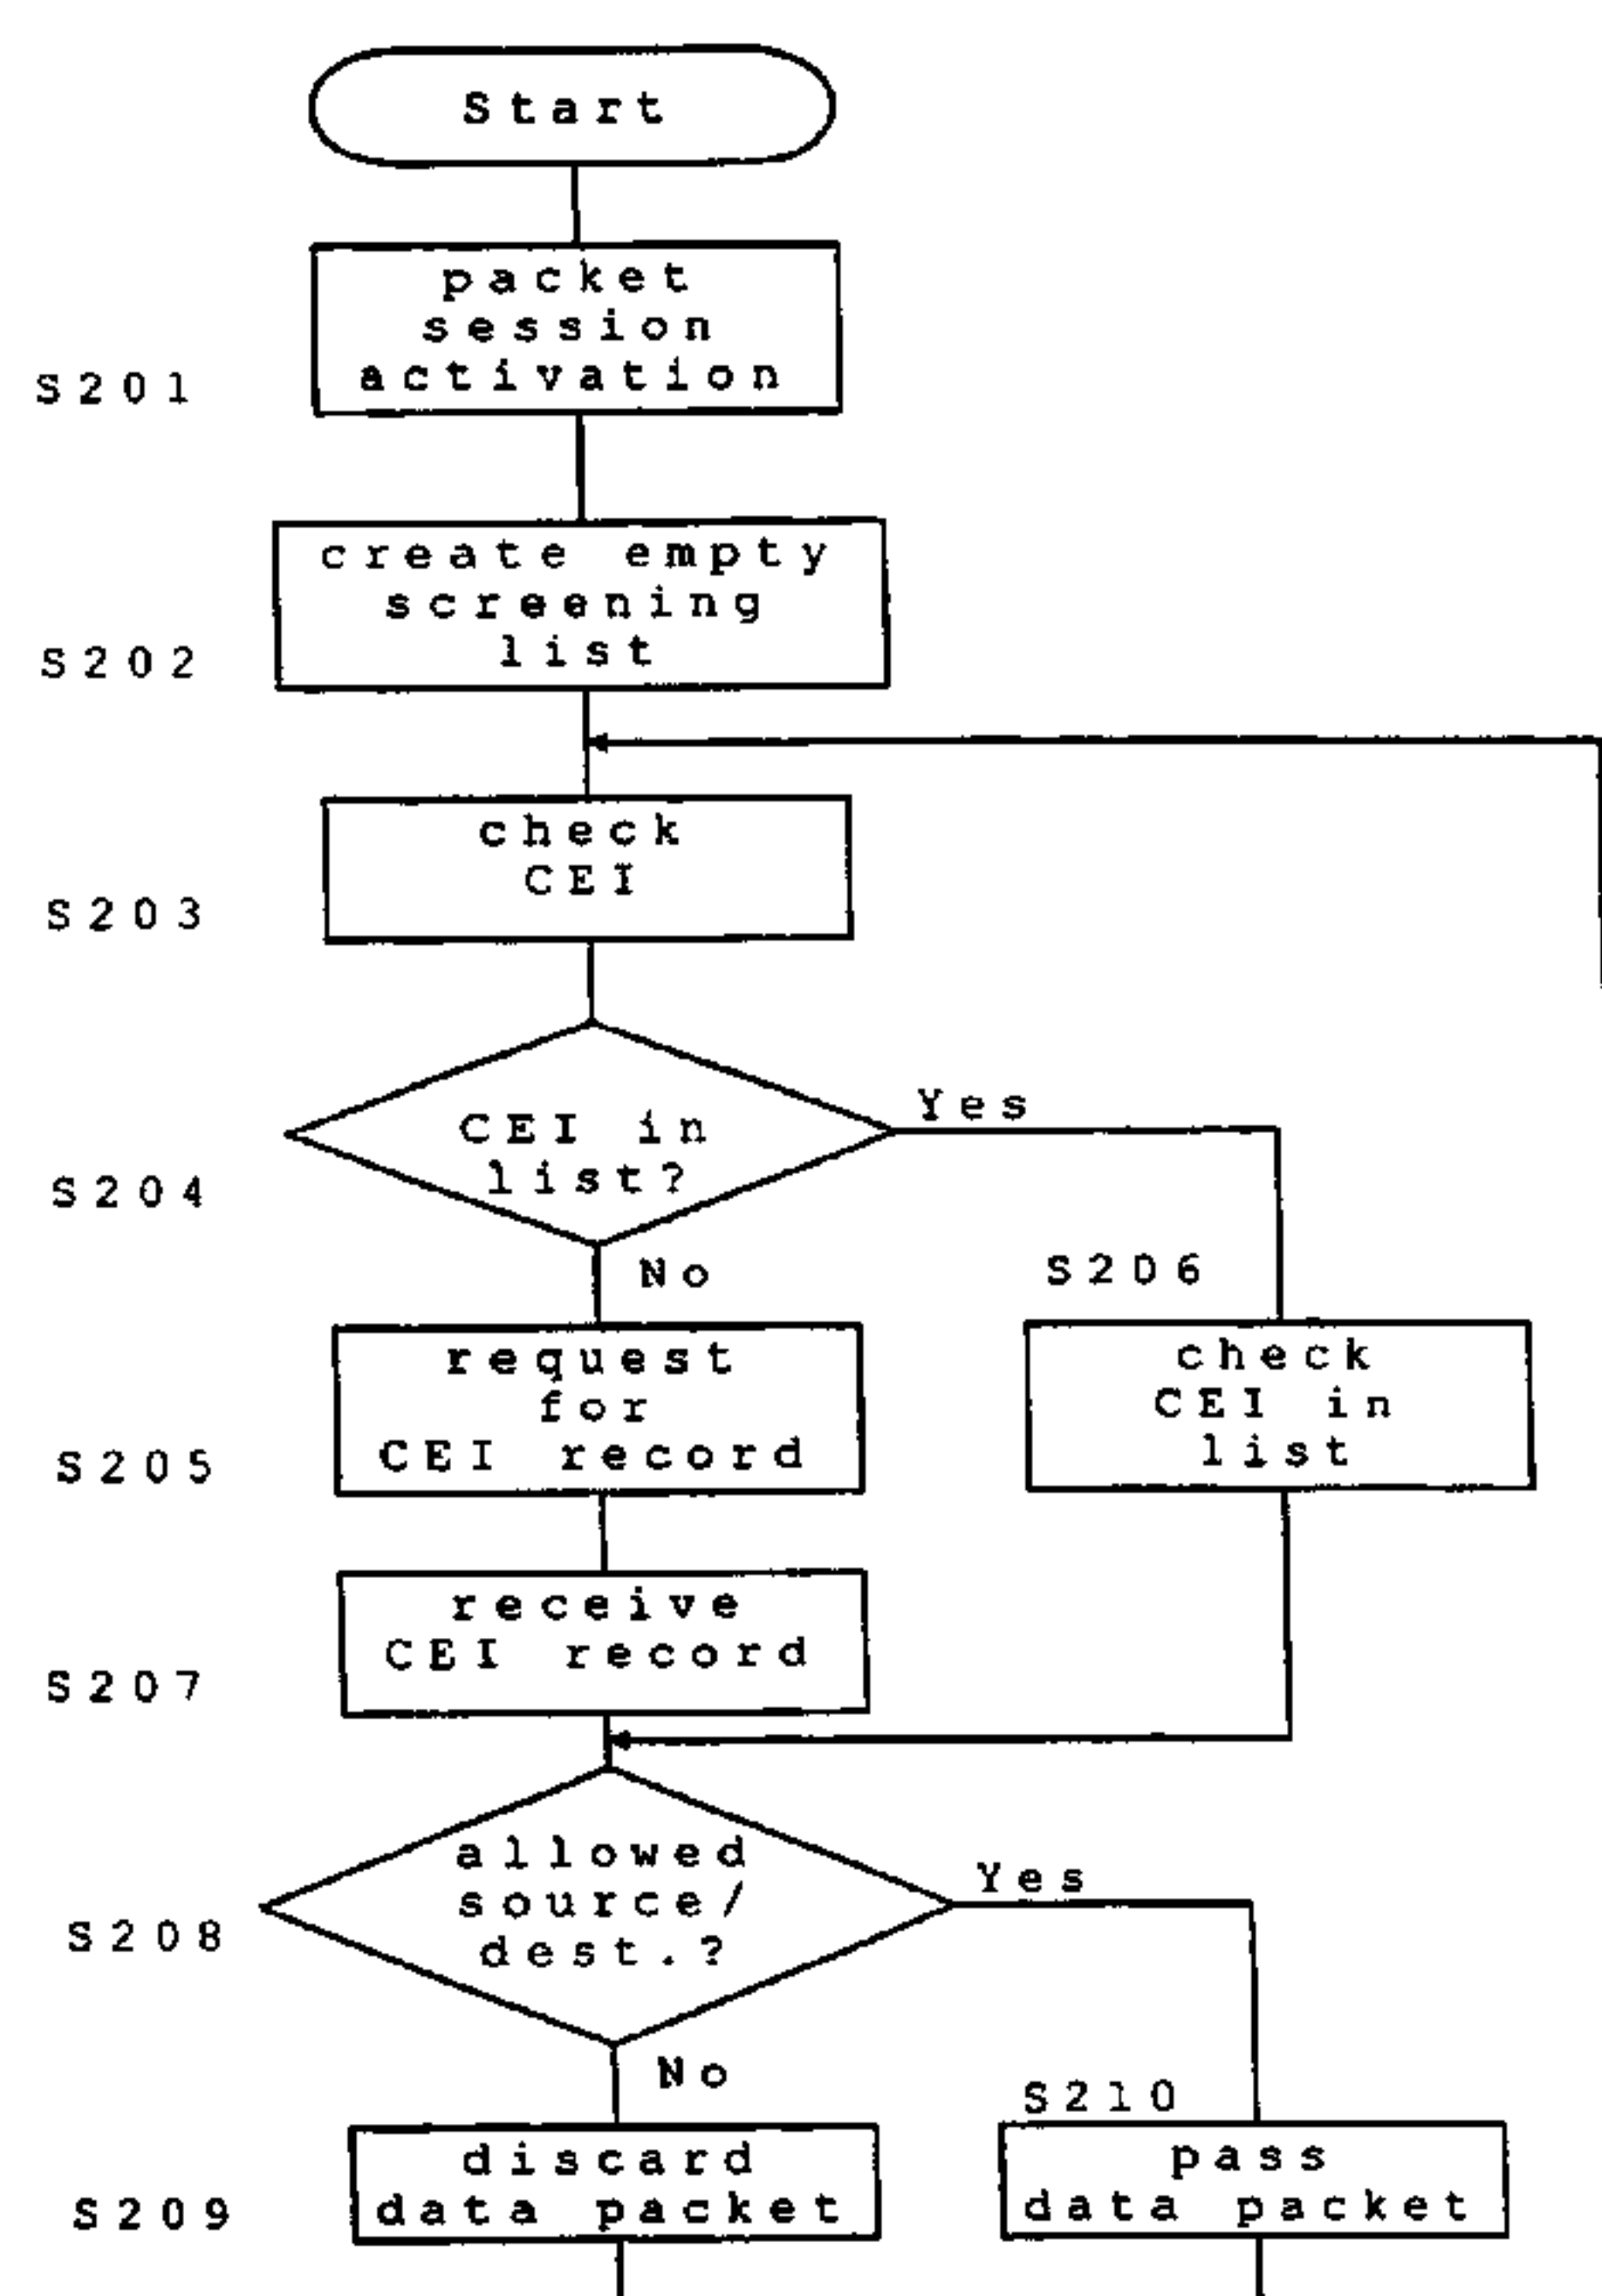 Start
packet
session
activation
S201
create empty
screening
list
S202
check
CEI
S203
CEI in
list?
Yes
S204
No
S206
request
for
CEI record
S205
check
CEI in
list
receive
CEI record
S207
allowed
source/
dest.?
Yes
S208
No
S210
discard
data packet
S209
pass
data packet